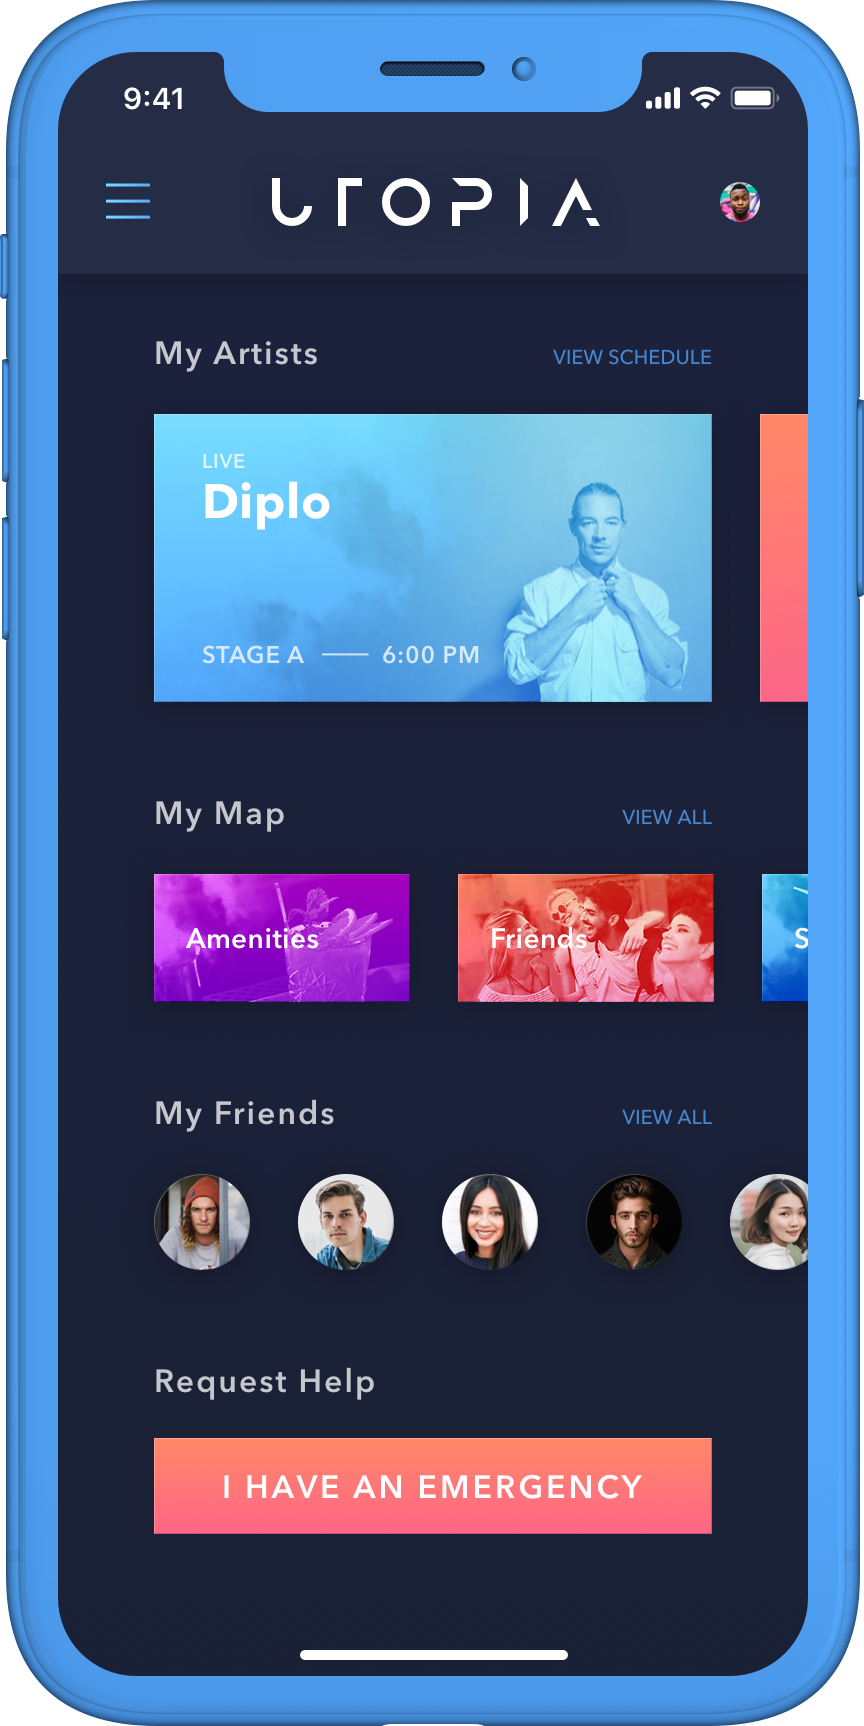 9:41
UTOPIA
My Artists
VIEW SCHEDULE
LIVE
Diplo
STAGE A — 6:00 PM
My Map
VIEW ALL
Amenities
Friends
S
My Friends
VIEW ALL
Request Help
I HAVE AN EMERGENCY